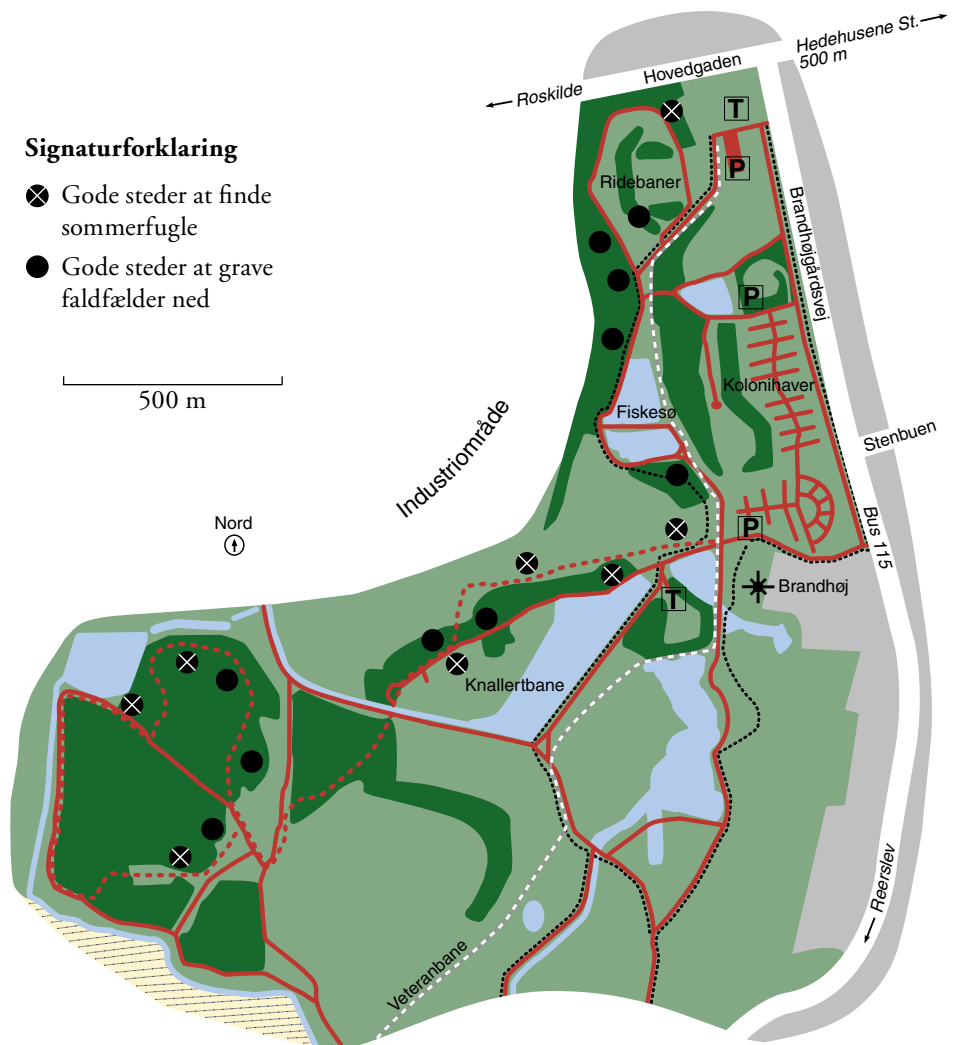 Hedehusene St.
500 m
Hovedgaden
Roskilde
T
Signaturforklaring
P
Gode steder at finde
sommerfugle
Ridebaner
Brandhøjgårdsvej
Gode steder at grave
faldfælder ned
P
500 m
Kolonihaver
Fiskesø
Stenbuen
Industriområde
Nord
P
Bus 115
Brandhøj
T
Knallertbane
Reerslev
Veteranbane